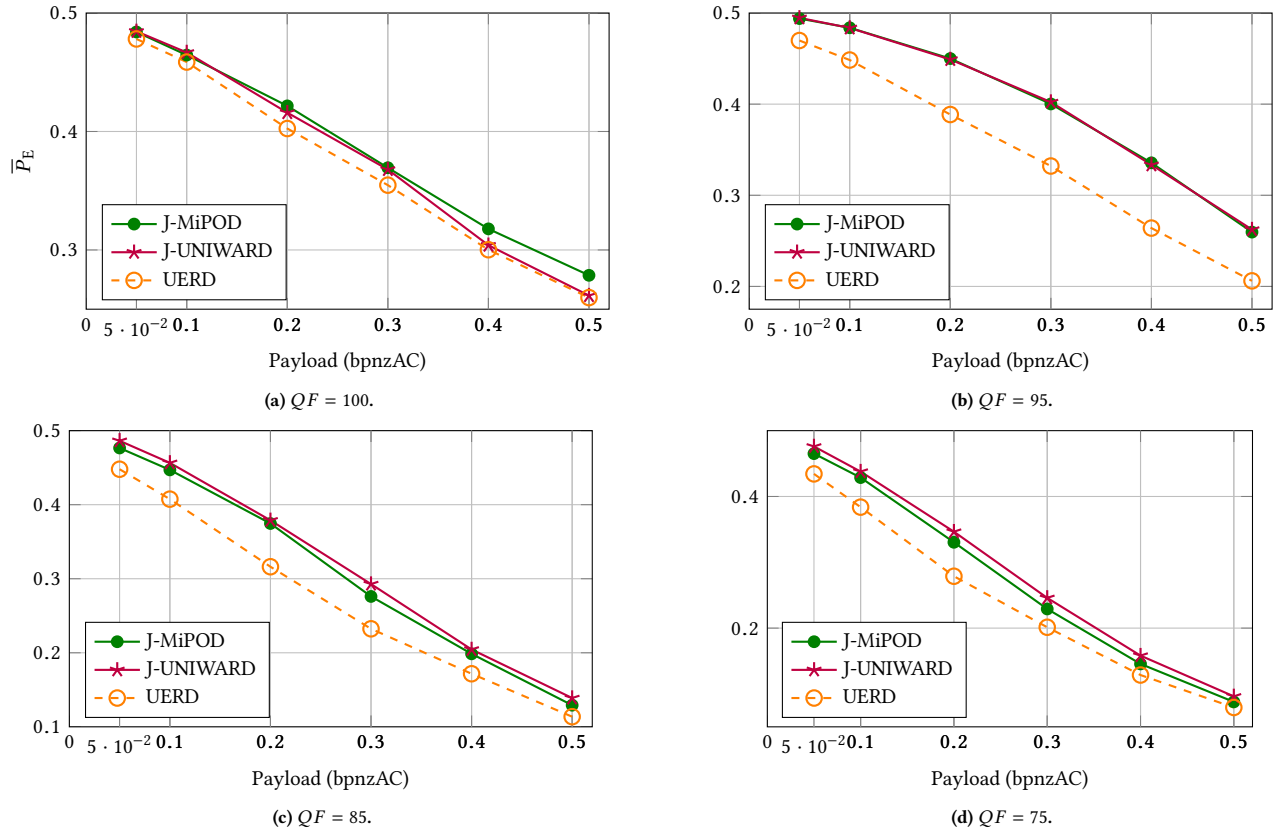 0.5
0.4
0.3
P̅_E
J-MiPOD
J-UNIWARD
UERD
0 5 · 10⁻² 0.1 0.2 0.3 0.4 0.5
Payload (bpnzAC)
(a) QF = 100.
0.5
0.4
0.3
0.2
J-MiPOD
J-UNIWARD
UERD
0 5 · 10⁻² 0.1 0.2 0.3 0.4 0.5
Payload (bpnzAC)
(b) QF = 95.
0.5
0.4
0.3
0.2
0.1
J-MiPOD
J-UNIWARD
UERD
0 5 · 10⁻² 0.1 0.2 0.3 0.4 0.5
Payload (bpnzAC)
(c) QF = 85.
0.4
0.2
J-MiPOD
J-UNIWARD
UERD
0 5 · 10⁻² 0.1 0.2 0.3 0.4 0.5
Payload (bpnzAC)
(d) QF = 75.